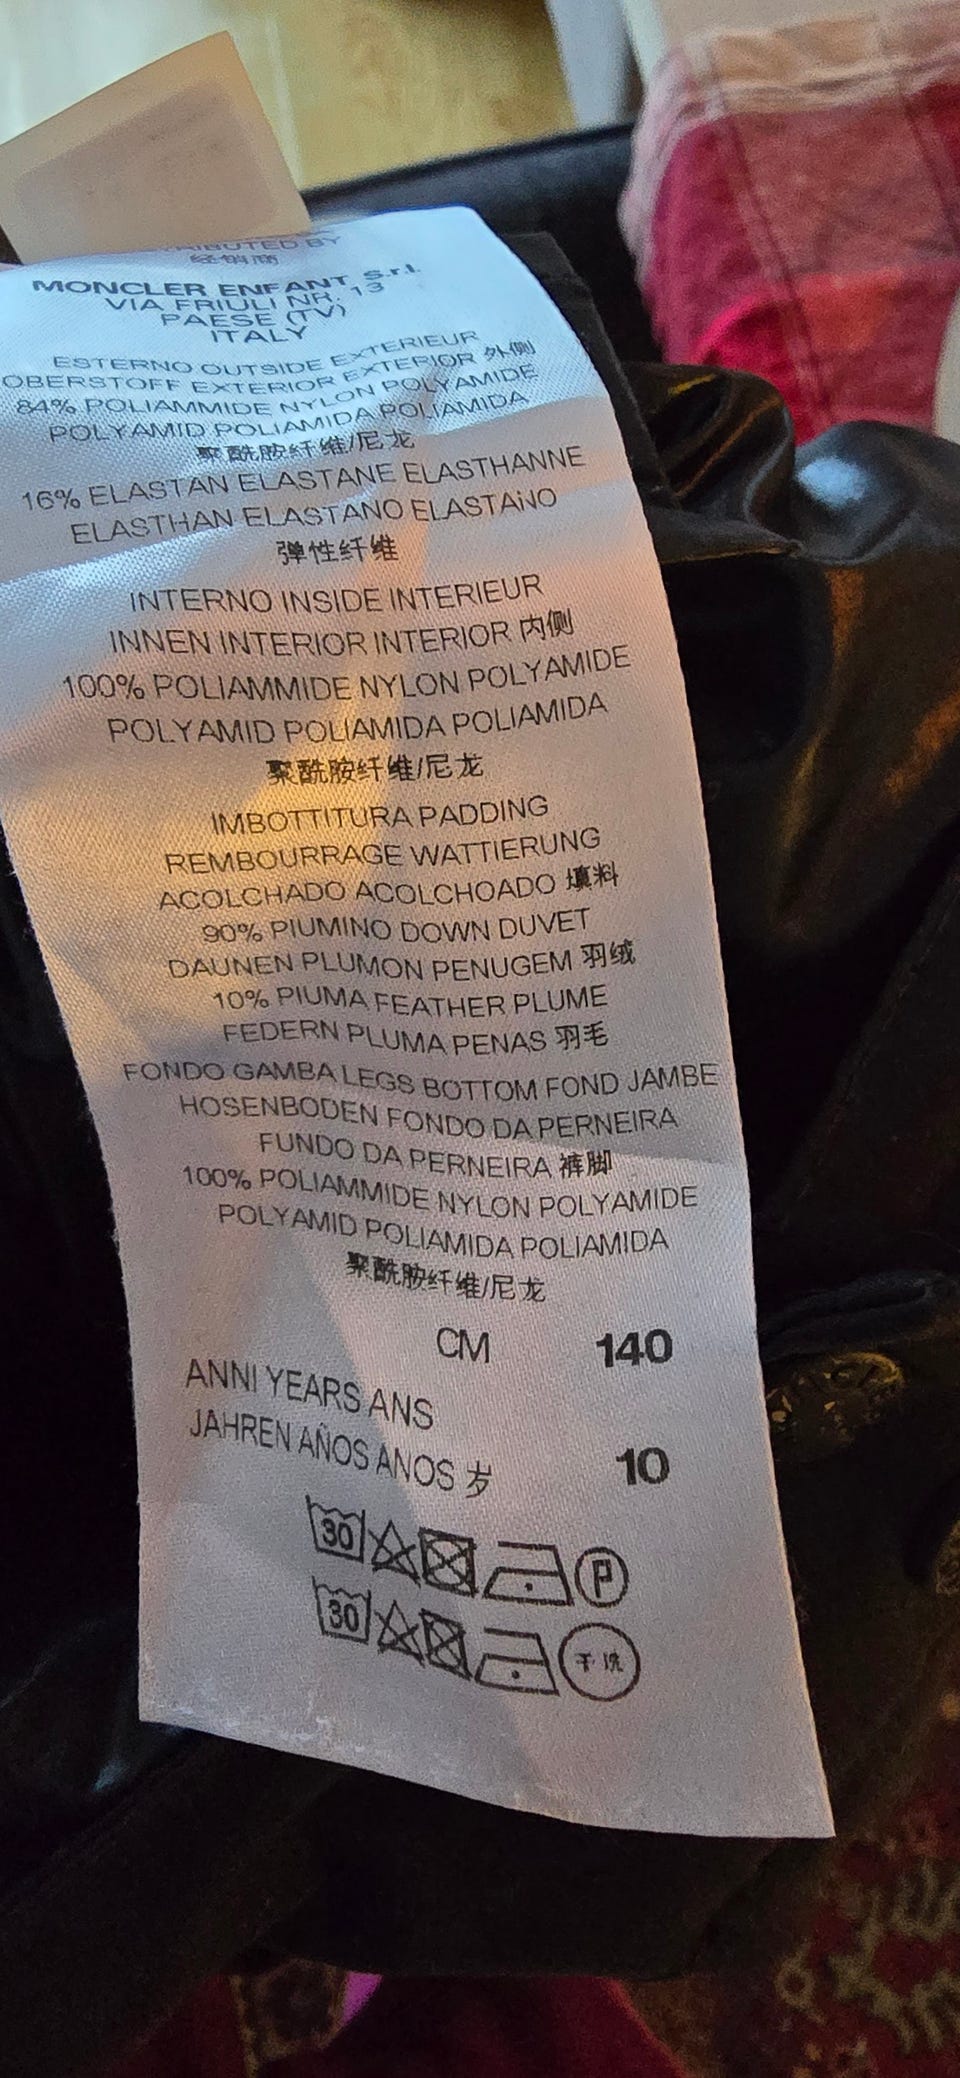 TRIBUTED BY
经销商
MONCLER ENFANT S.r.l.
VIA FRIULI NR. 13
PAESE (TV)
ITALY
ESTERNO OUTSIDE EXTERIEUR
OBERSTOFF EXTERIOR EXTERIOR 外侧
84% POLIAMMIDE NYLON POLYAMIDE
POLYAMID POLIAMIDA POLIAMIDA
聚酰胺纤维/尼龙
16% ELASTAN ELASTANE ELASTHANNE
ELASTHAN ELASTANO ELASTAiNO
弹性纤维
INTERNO INSIDE INTERIEUR
INNEN INTERIOR INTERIOR 内侧
100% POLIAMMIDE NYLON POLYAMIDE
POLYAMID POLIAMIDA POLIAMIDA
聚酰胺纤维/尼龙
IMBOTTITURA PADDING
REMBOURRAGE WATTIERUNG
ACOLCHADO ACOLCHOADO 填料
90% PIUMINO DOWN DUVET
DAUNEN PLUMON PENUGEM 羽绒
10% PIUMA FEATHER PLUME
FEDERN PLUMA PENAS 羽毛
FONDO GAMBA LEGS BOTTOM FOND JAMBE
HOSENBODEN FONDO DA PERNEIRA
FUNDO DA PERNEIRA 裤脚
100% POLIAMMIDE NYLON POLYAMIDE
POLYAMID POLIAMIDA POLIAMIDA
聚酰胺纤维/尼龙
CM 140
ANNI YEARS ANS
JAHREN AÑOS ANOS 岁 10
30 P
30 干洗